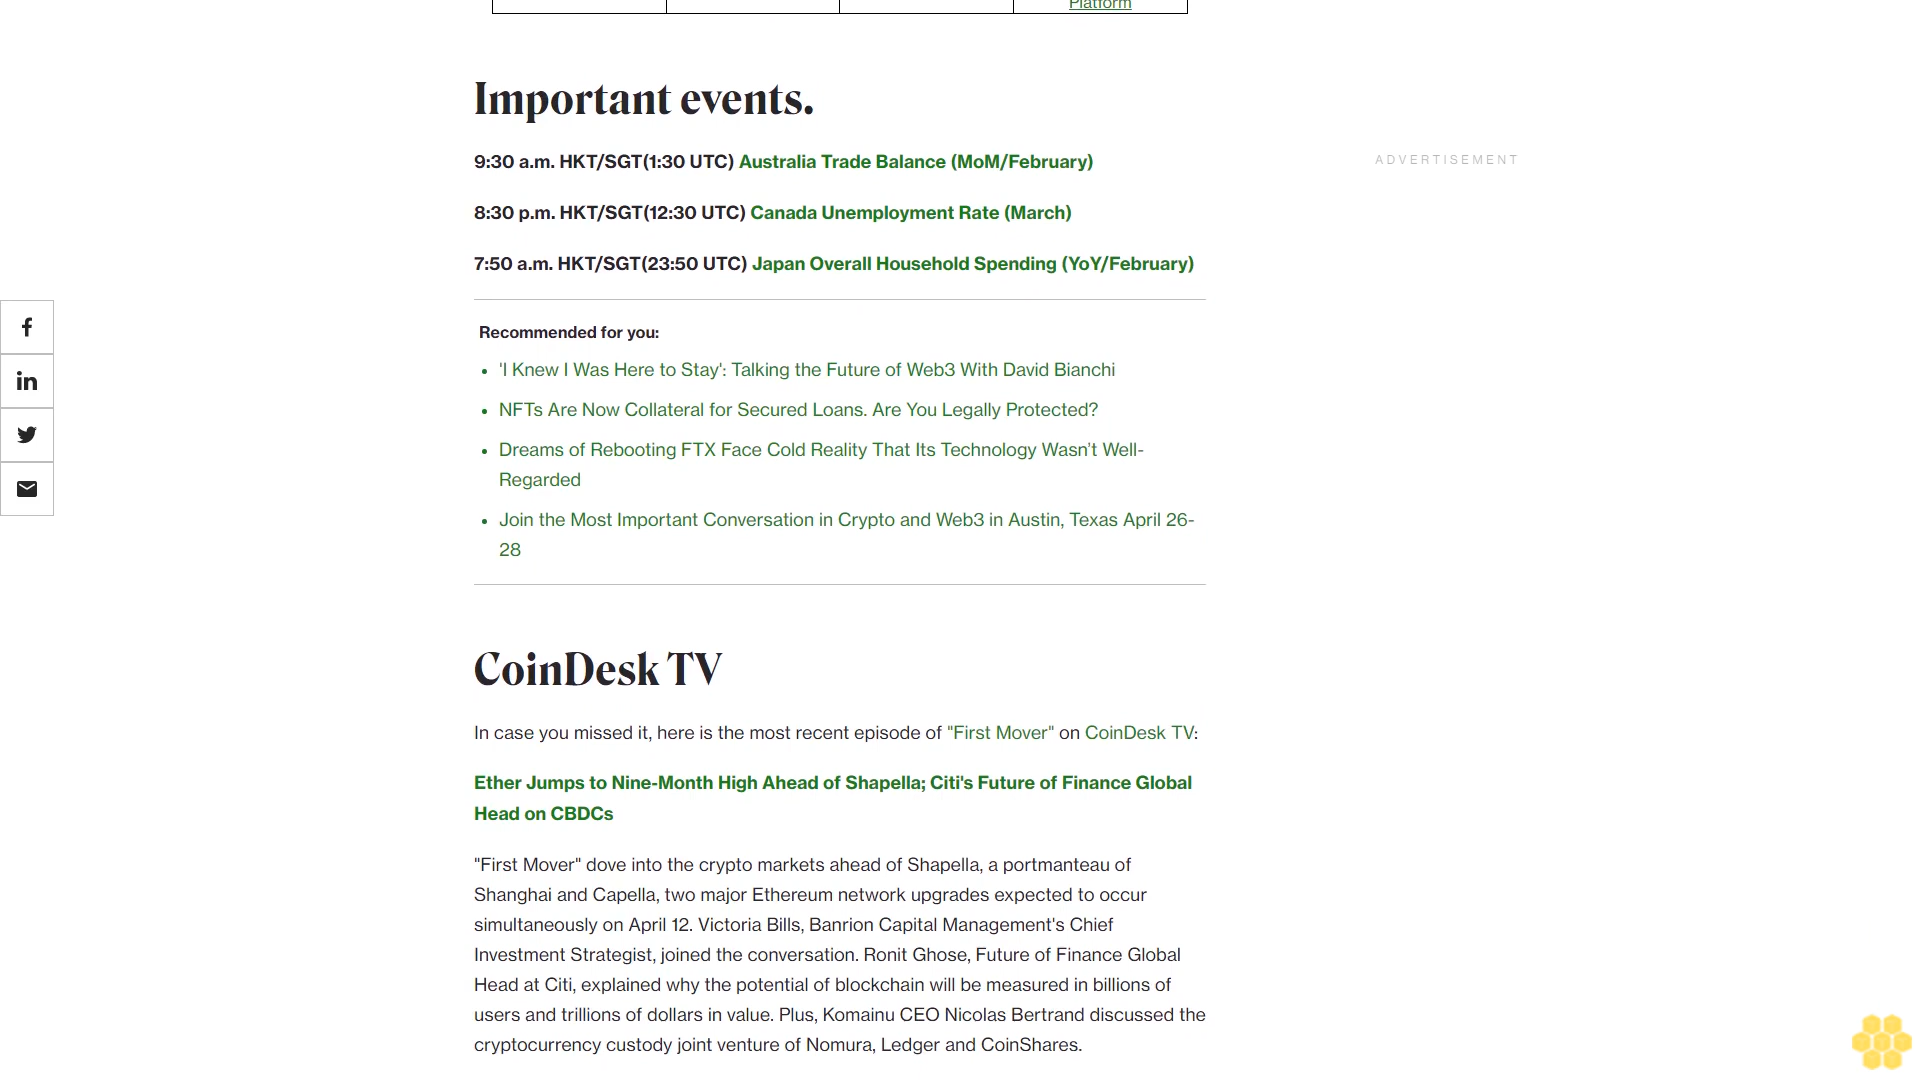 Platform
Important events.
9:30 a.m. HKT/SGT(1:30 UTC) Australia Trade Balance (MoM/February)
ADVERTISEMENT
8:30 p.m. HKT/SGT(12:30 UTC) Canada Unemployment Rate (March)
7:50 a.m. HKT/SGT(23:50 UTC) Japan Overall Household Spending (YoY/February)
Recommended for you:
'I Knew I Was Here to Stay': Talking the Future of Web3 With David Bianchi
NFTs Are Now Collateral for Secured Loans. Are You Legally Protected?
Dreams of Rebooting FTX Face Cold Reality That Its Technology Wasn’t Well-
Regarded
Join the Most Important Conversation in Crypto and Web3 in Austin, Texas April 26-
28
CoinDesk TV
In case you missed it, here is the most recent episode of "First Mover" on CoinDesk TV:
Ether Jumps to Nine-Month High Ahead of Shapella; Citi's Future of Finance Global
Head on CBDCs
"First Mover" dove into the crypto markets ahead of Shapella, a portmanteau of
Shanghai and Capella, two major Ethereum network upgrades expected to occur
simultaneously on April 12. Victoria Bills, Banrion Capital Management's Chief
Investment Strategist, joined the conversation. Ronit Ghose, Future of Finance Global
Head at Citi, explained why the potential of blockchain will be measured in billions of
users and trillions of dollars in value. Plus, Komainu CEO Nicolas Bertrand discussed the
cryptocurrency custody joint venture of Nomura, Ledger and CoinShares.